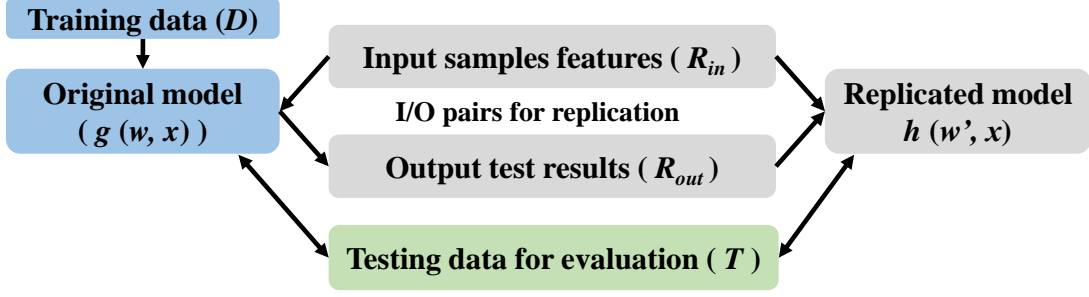 Training data (D)
Original model
( g (w, x) )
Input samples features ( R_in )
I/O pairs for replication
Output test results ( R_out )
Replicated model
h (w’, x)
Testing data for evaluation ( T )